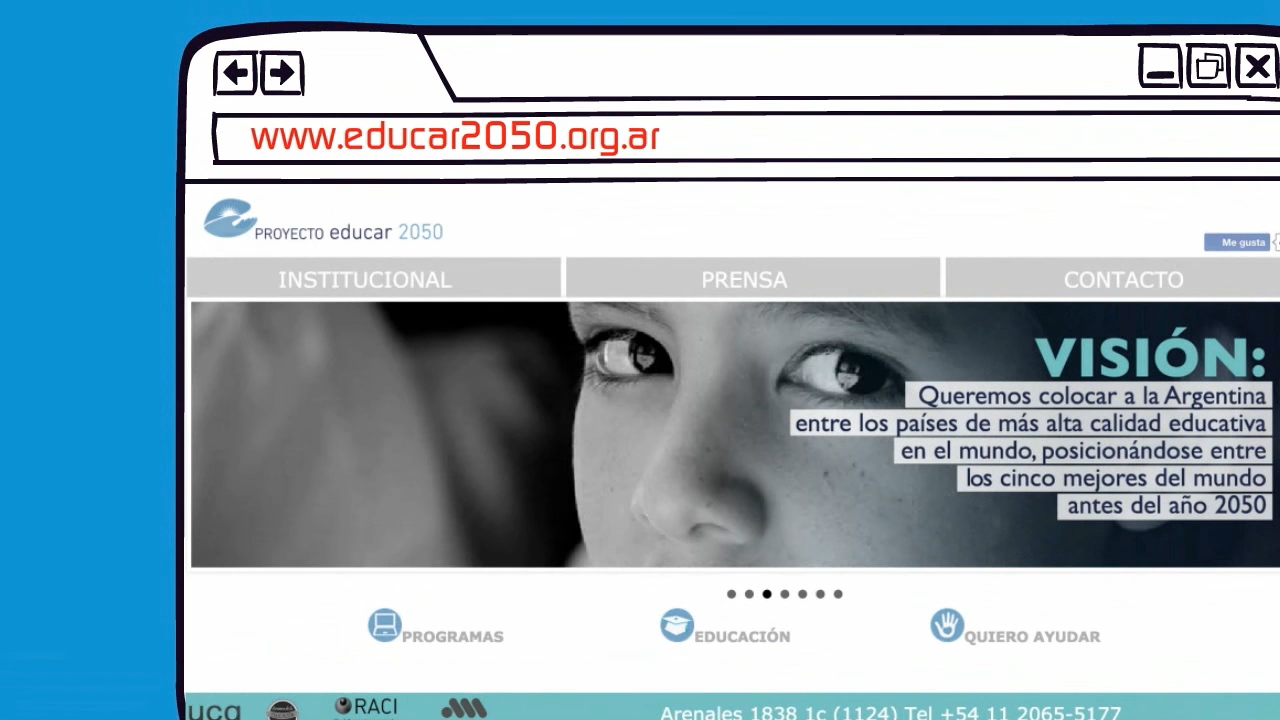 www.educar2050.org.ar
PROYECTO educar 2050
Me gusta
INSTITUCIONAL
PRENSA
CONTACTO
VISIÓN:
Queremos colocar a la Argentina
entre los países de más alta calidad educativa
en el mundo, posicionándose entre
los cinco mejores del mundo
antes del año 2050
PROGRAMAS
EDUCACIÓN
QUIERO AYUDAR
uca
RACI
Arenales 1838 1c (1124) Tel +54 11 2065-5177